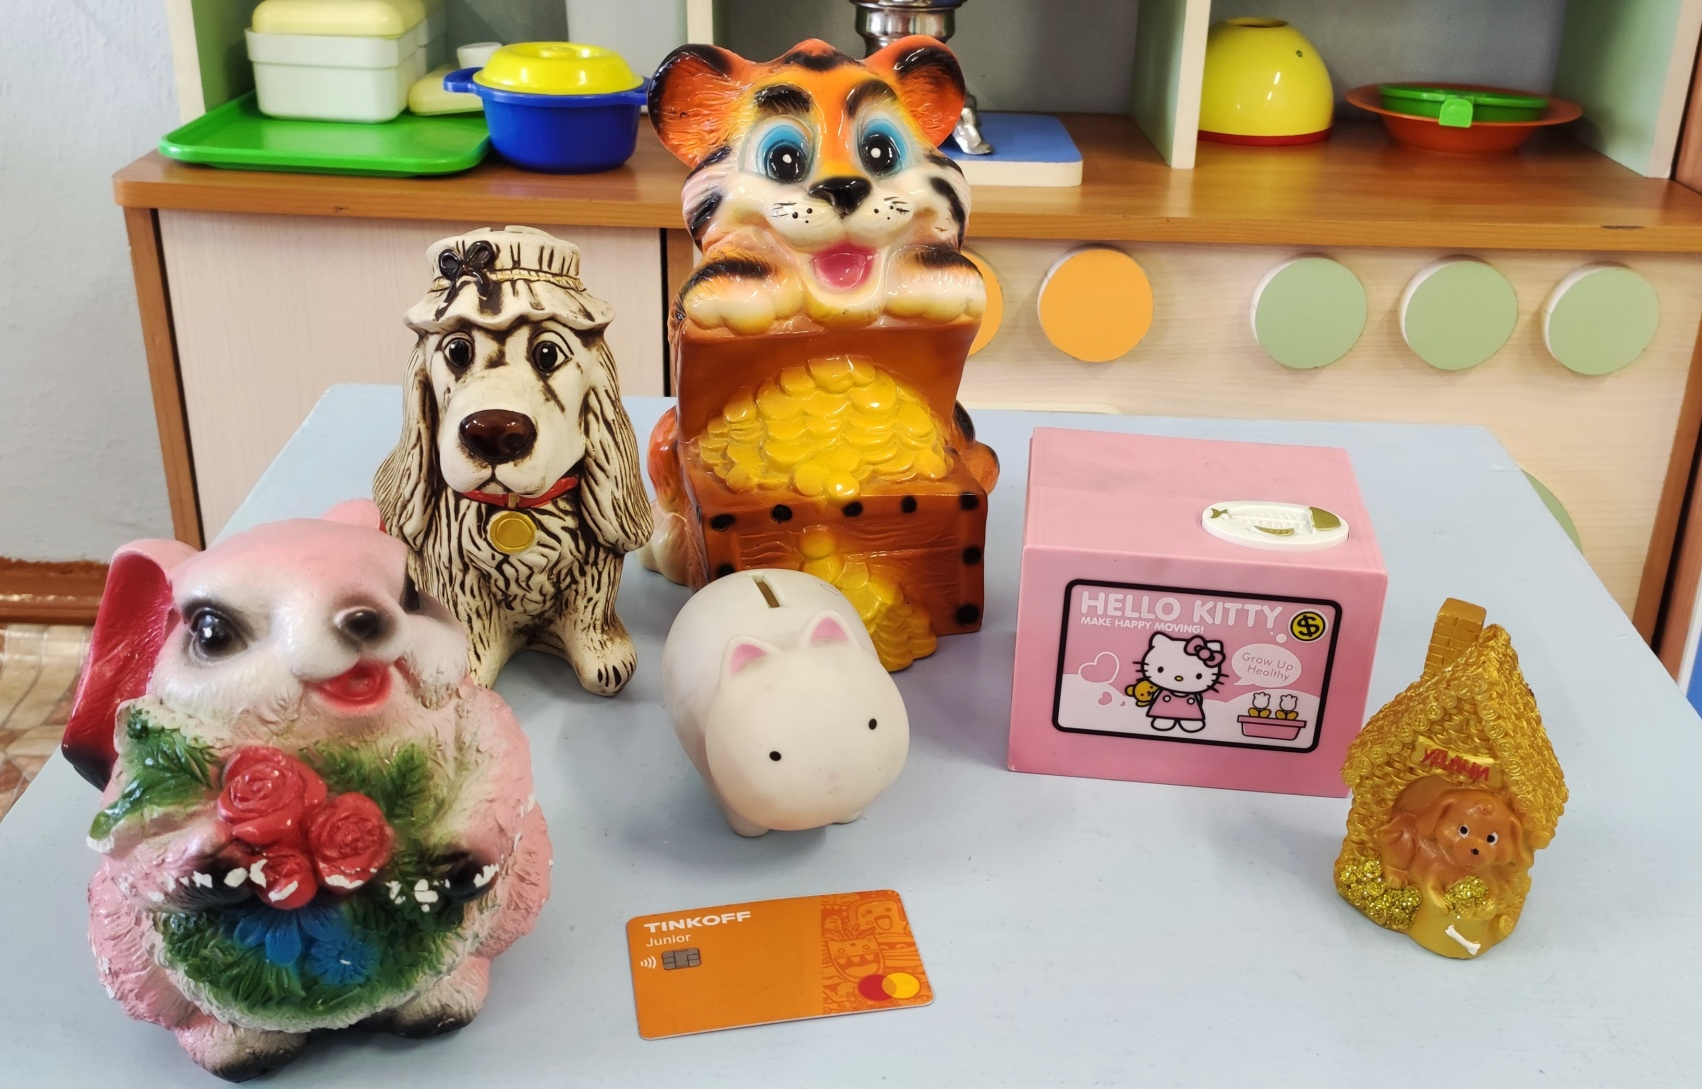 HELLO KITTY
MAKE HAPPY MOVING!
$
Grow Up
Healthy
УДАЧИ
TINKOFF
Junior